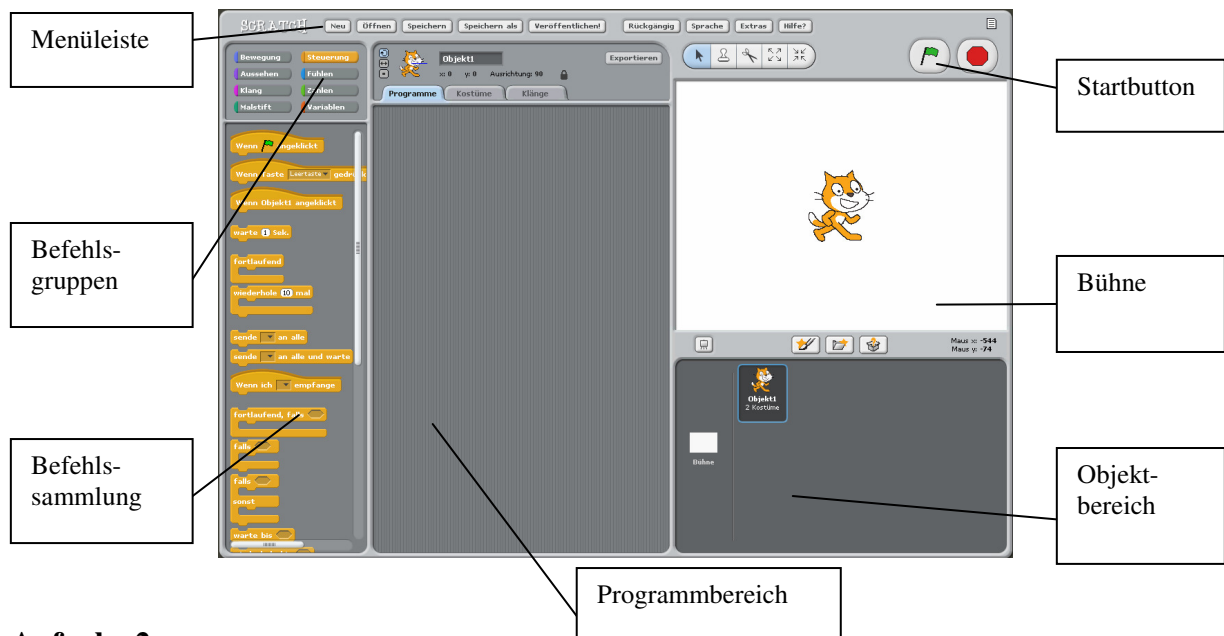 Menüleiste
Befehls-
gruppen
Befehls-
sammlung
SCRATCH
Neu Öffnen Speichern Speichern als Veröffentlichen! Rückgängig Sprache Extras Hilfe?
Bewegung Steuerung
Aussehen Fühlen
Klang Zahlen
Malstift Variablen
Wenn angeklickt
Wenn Taste Leertaste
Wenn Objekt1 angeklickt
warte 1 Sek.
fortlaufend
wiederhole 10 mal
sende an alle
sende an alle und warte
Wenn ich empfange
fortlaufend, falls
falls
falls
sonst
warte bis
Objekt1
Exportieren
x: 0 y: 0 Ausrichtung: 90
Programme Kostüme Klänge
Maus x: -544
Maus y: -74
Objekt1
2 Kostüme
Bühne
Startbutton
Bühne
Objekt-
bereich
Programmbereich